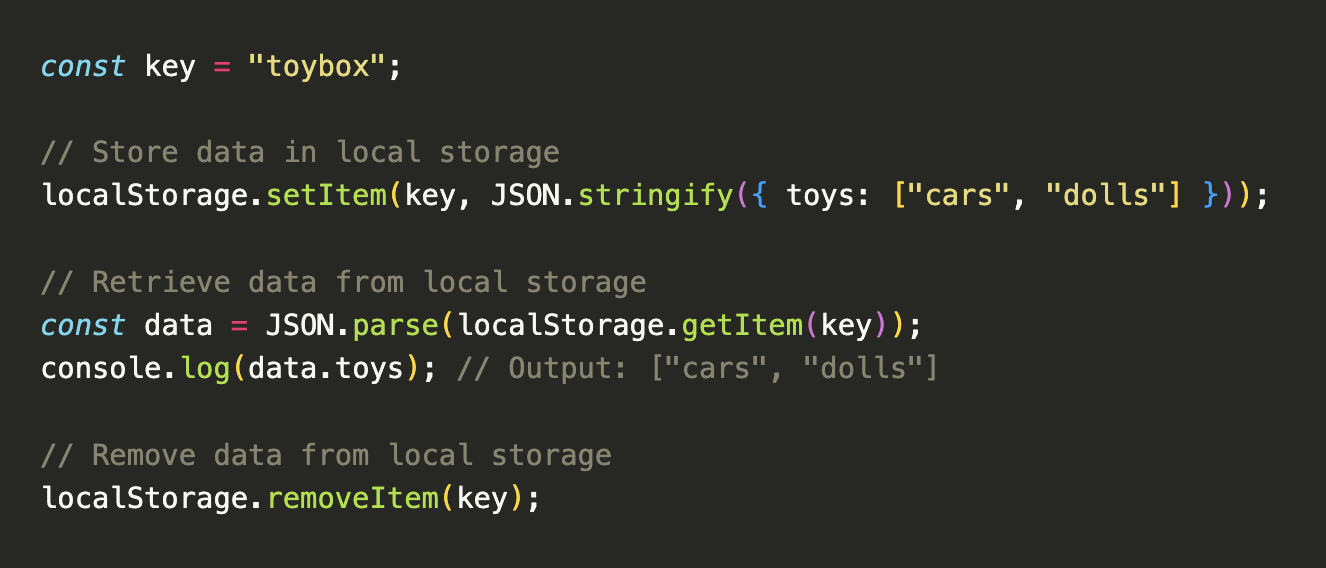 const key = "toybox";
// Store data in local storage
localStorage.setItem(key, JSON.stringify({ toys: ["cars", "dolls"] }));
// Retrieve data from local storage
const data = JSON.parse(localStorage.getItem(key));
console.log(data.toys); // Output: ["cars", "dolls"]
// Remove data from local storage
localStorage.removeItem(key);